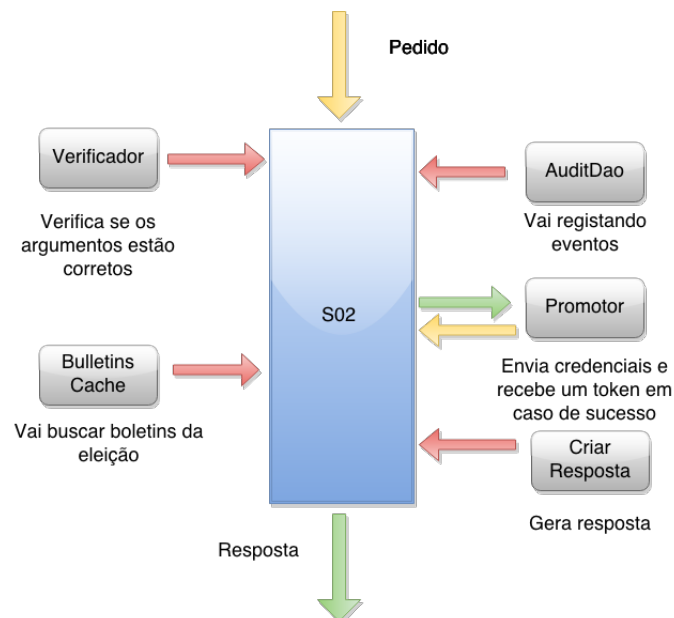 Pedido
Verificador
Verifica se os
argumentos estão
corretos
AuditDao
Vai registando
eventos
S02
Promotor
Envia credenciais e
recebe um token em
caso de sucesso
Bulletins
Cache
Vai buscar boletins da
eleição
Criar
Resposta
Gera resposta
Resposta